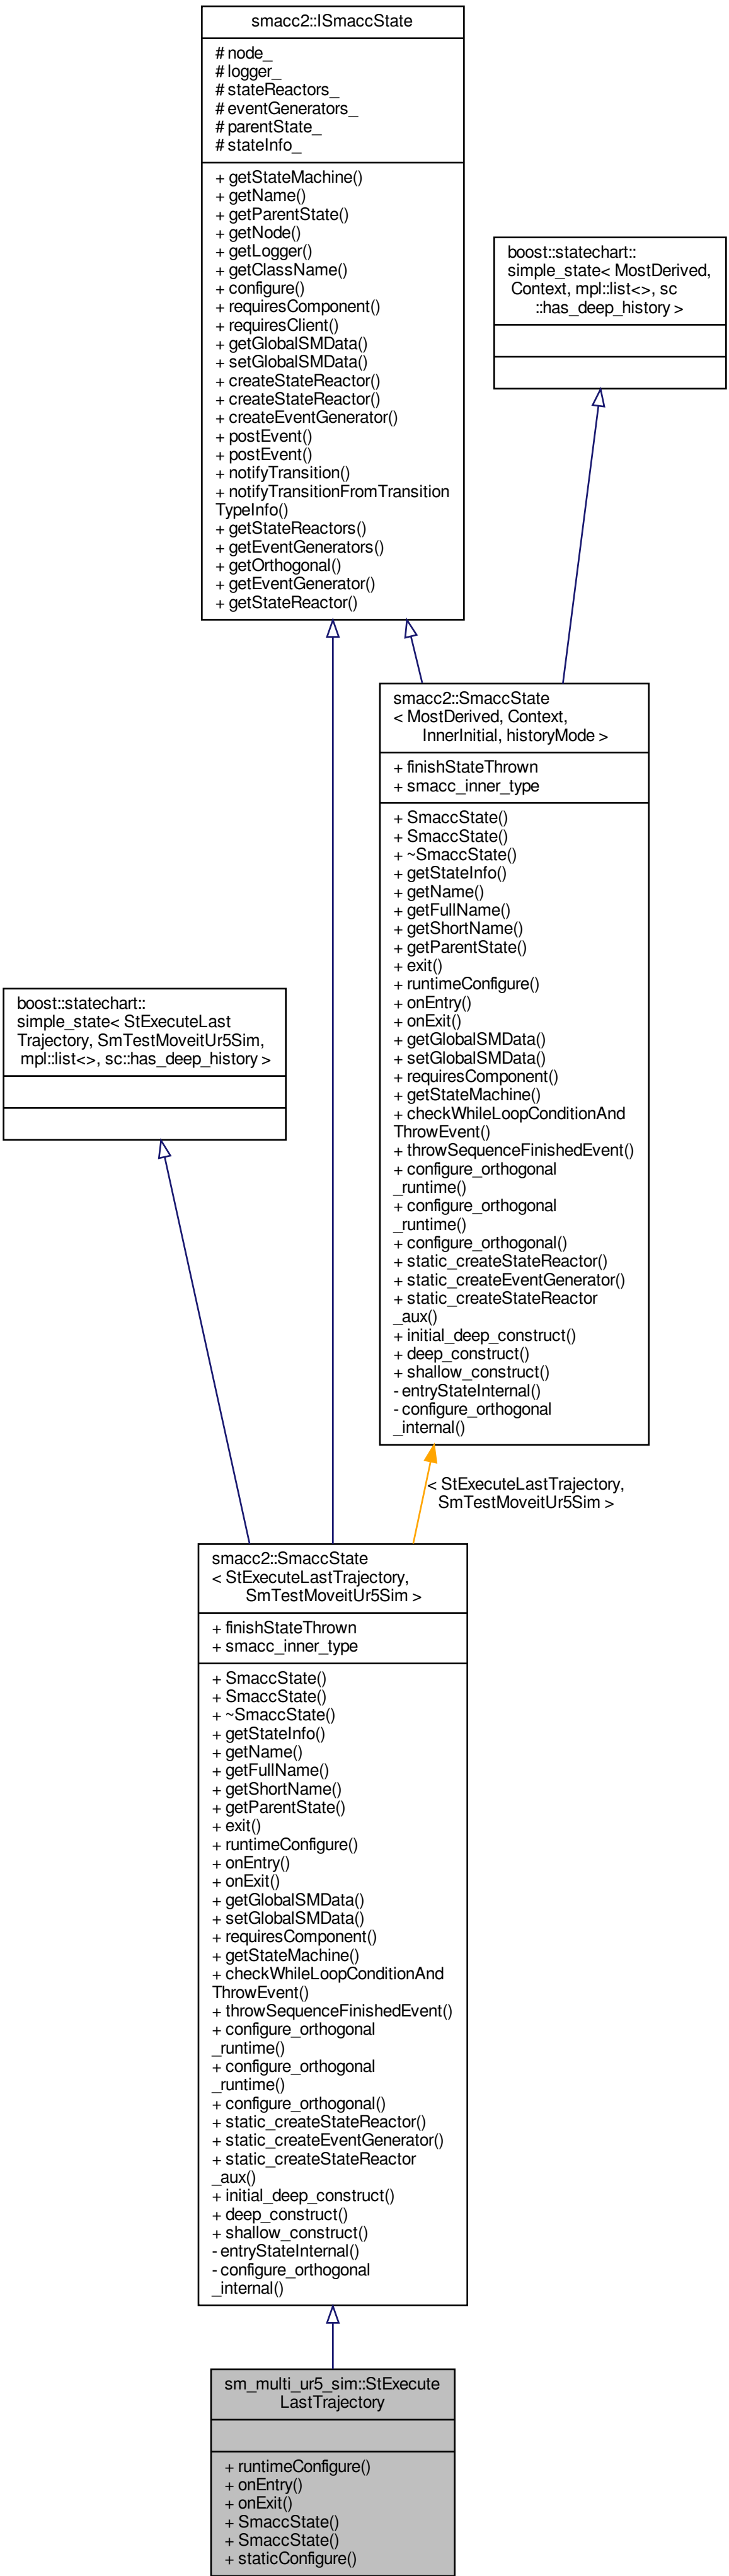 smacc2::ISmaccState
# node_
# logger_
# stateReactors_
# eventGenerators_
# parentState_
# stateInfo_
+ getStateMachine()
+ getName()
+ getParentState()
+ getNode()
+ getLogger()
+ getClassName()
+ configure()
+ requiresComponent()
+ requiresClient()
+ getGlobalSMData()
+ setGlobalSMData()
+ createStateReactor()
+ createStateReactor()
+ createEventGenerator()
+ postEvent()
+ postEvent()
+ notifyTransition()
+ notifyTransitionFromTransition
TypeInfo()
+ getStateReactors()
+ getEventGenerators()
+ getOrthogonal()
+ getEventGenerator()
+ getStateReactor()
boost::statechart::
simple_state< MostDerived,
Context, mpl::list<>, sc
::has_deep_history >
smacc2::SmaccState
< MostDerived, Context,
InnerInitial, historyMode >
+ finishStateThrown
+ smacc_inner_type
+ SmaccState()
+ SmaccState()
+ ~SmaccState()
+ getStateInfo()
+ getName()
+ getFullName()
+ getShortName()
+ getParentState()
+ exit()
+ runtimeConfigure()
+ onEntry()
+ onExit()
+ getGlobalSMData()
+ setGlobalSMData()
+ requiresComponent()
+ getStateMachine()
+ checkWhileLoopConditionAnd
ThrowEvent()
+ throwSequenceFinishedEvent()
+ configure_orthogonal
_runtime()
+ configure_orthogonal
_runtime()
+ configure_orthogonal()
+ static_createStateReactor()
+ static_createEventGenerator()
+ static_createStateReactor
_aux()
+ initial_deep_construct()
+ deep_construct()
+ shallow_construct()
- entryStateInternal()
- configure_orthogonal
_internal()
boost::statechart::
simple_state< StExecuteLast
Trajectory, SmTestMoveitUr5Sim,
mpl::list<>, sc::has_deep_history >
< StExecuteLastTrajectory,
SmTestMoveitUr5Sim >
smacc2::SmaccState
< StExecuteLastTrajectory,
SmTestMoveitUr5Sim >
+ finishStateThrown
+ smacc_inner_type
+ SmaccState()
+ SmaccState()
+ ~SmaccState()
+ getStateInfo()
+ getName()
+ getFullName()
+ getShortName()
+ getParentState()
+ exit()
+ runtimeConfigure()
+ onEntry()
+ onExit()
+ getGlobalSMData()
+ setGlobalSMData()
+ requiresComponent()
+ getStateMachine()
+ checkWhileLoopConditionAnd
ThrowEvent()
+ throwSequenceFinishedEvent()
+ configure_orthogonal
_runtime()
+ configure_orthogonal
_runtime()
+ configure_orthogonal()
+ static_createStateReactor()
+ static_createEventGenerator()
+ static_createStateReactor
_aux()
+ initial_deep_construct()
+ deep_construct()
+ shallow_construct()
- entryStateInternal()
- configure_orthogonal
_internal()
sm_multi_ur5_sim::StExecute
LastTrajectory
+ runtimeConfigure()
+ onEntry()
+ onExit()
+ SmaccState()
+ SmaccState()
+ staticConfigure()